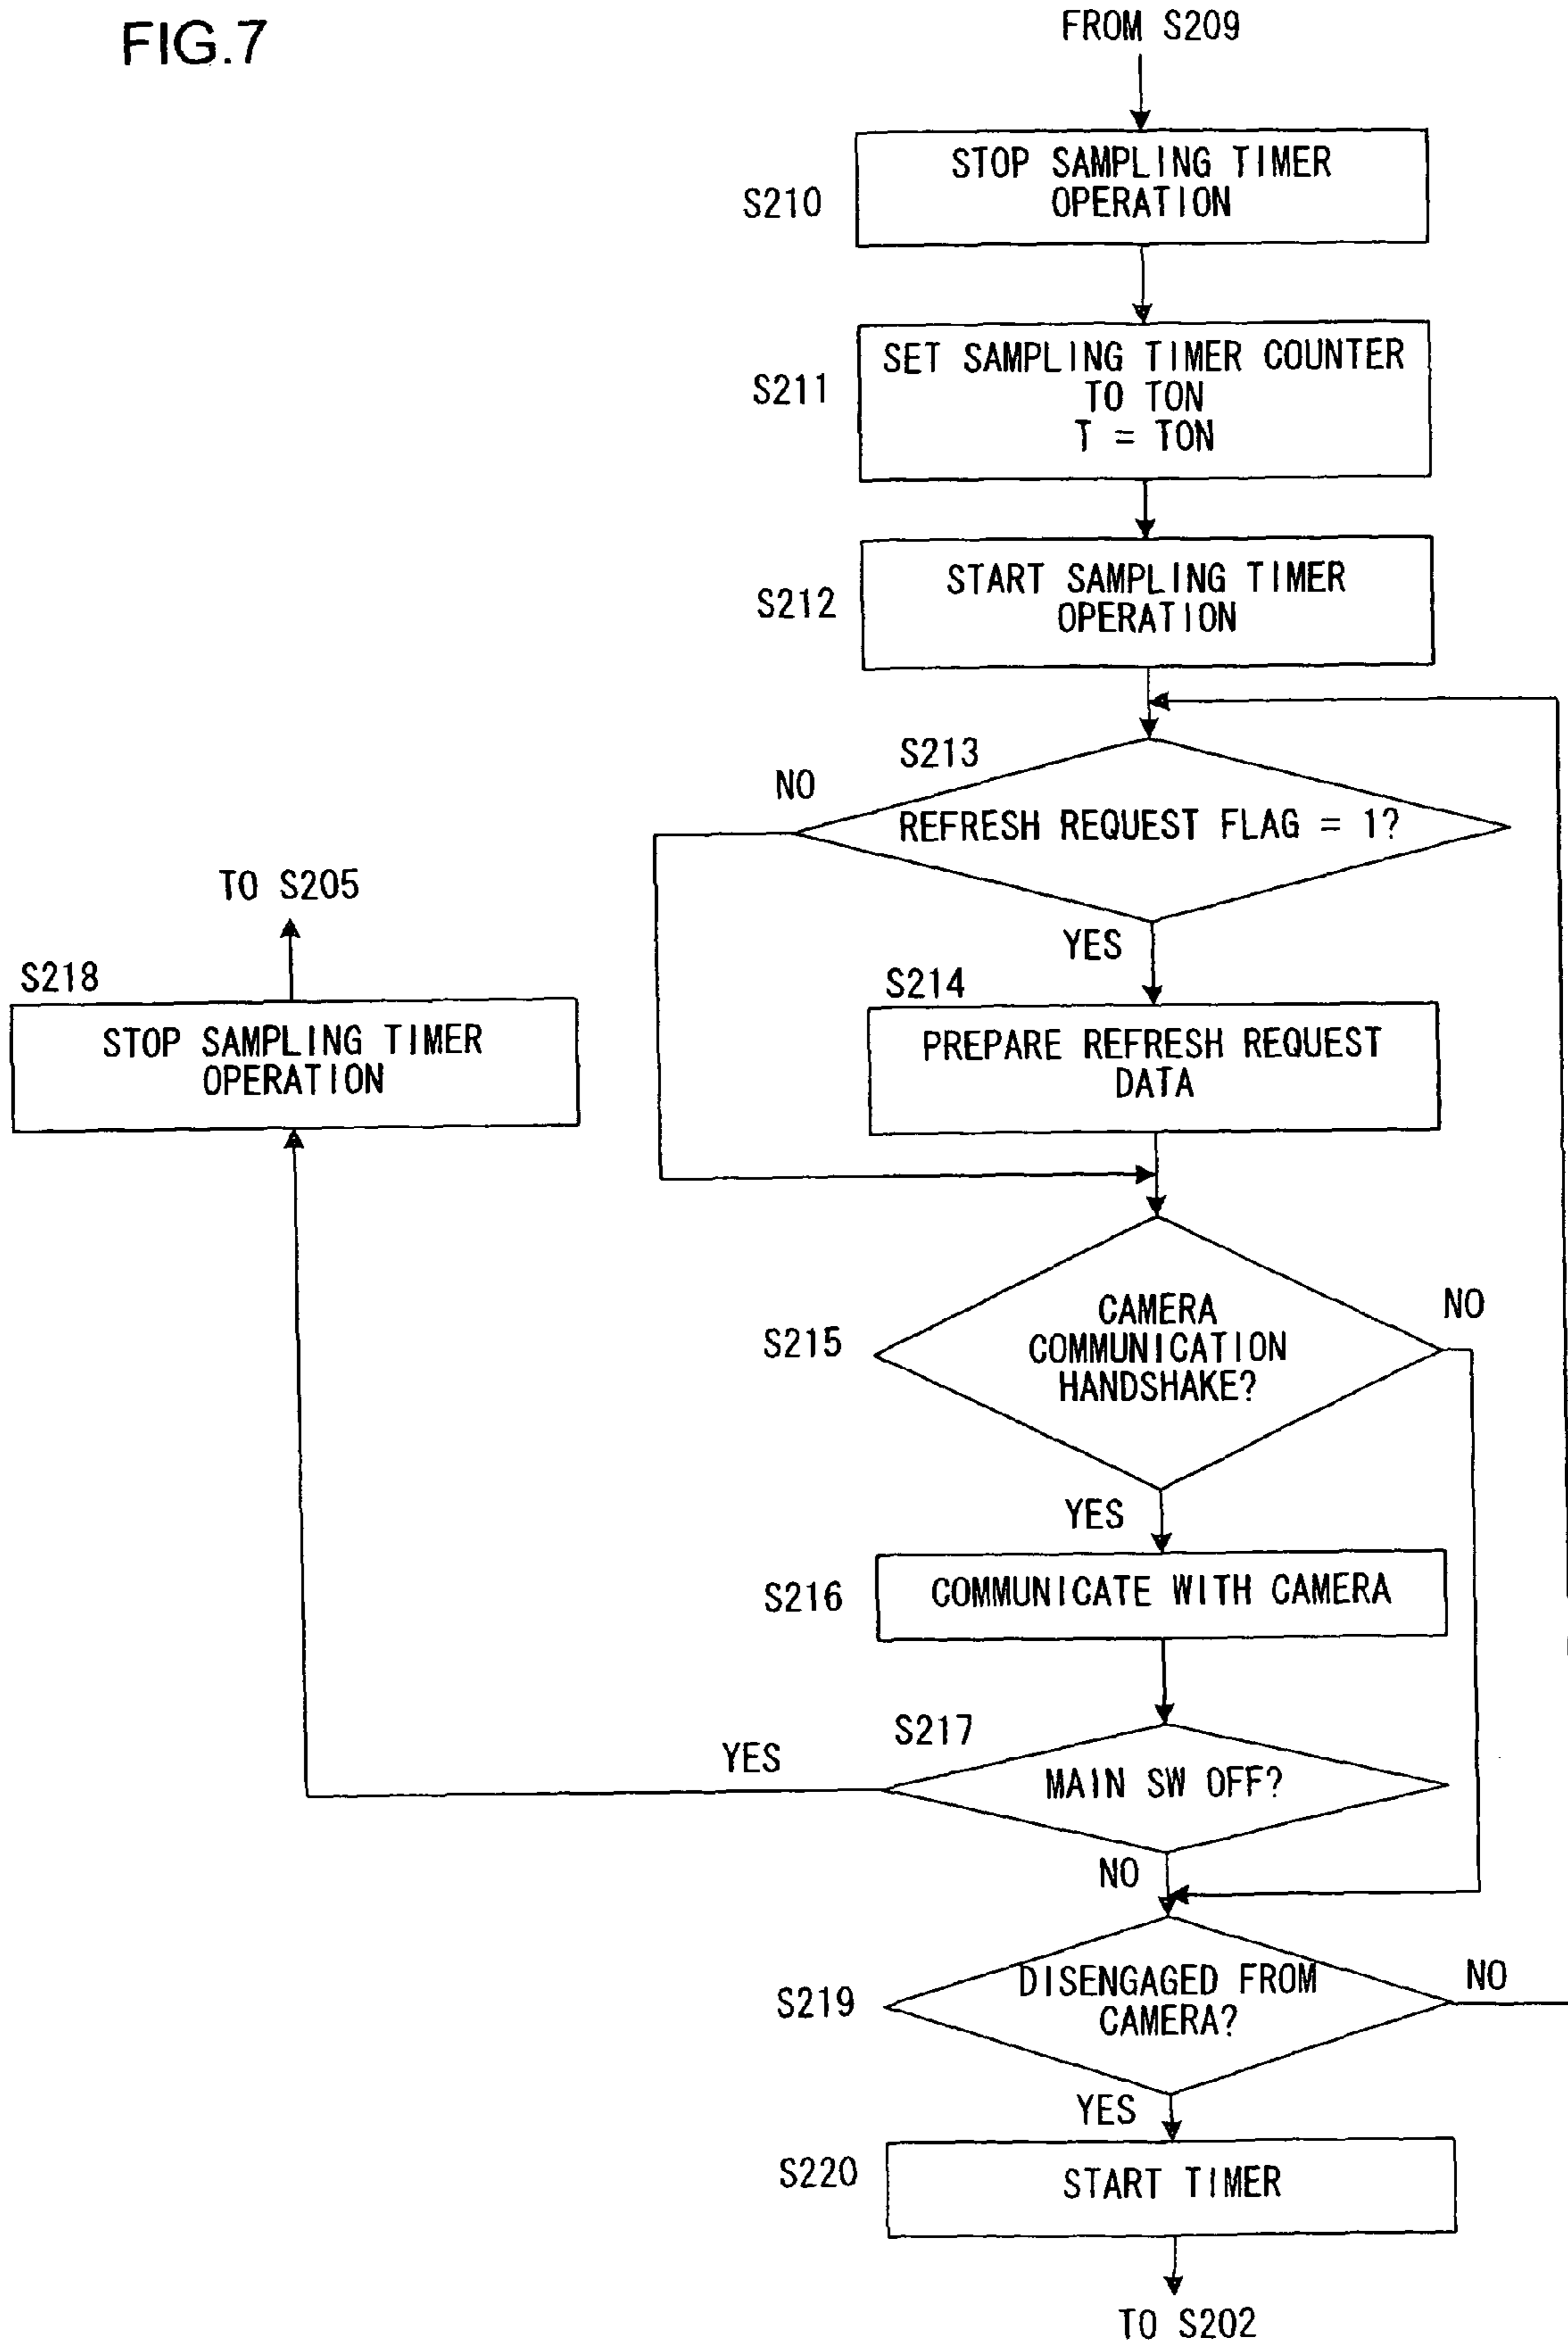 FIG.7
FROM S209
S210
STOP SAMPLING TIMER
OPERATION
S211
SET SAMPLING TIMER COUNTER
TO TON
T = TON
S212
START SAMPLING TIMER
OPERATION
S213
NO
REFRESH REQUEST FLAG = 1?
YES
TO S205
S218
STOP SAMPLING TIMER
OPERATION
S214
PREPARE REFRESH REQUEST
DATA
S215
CAMERA
COMMUNICATION
HANDSHAKE?
NO
YES
S216
COMMUNICATE WITH CAMERA
S217
YES
MAIN SW OFF?
NO
S219
DISENGAGED FROM
CAMERA?
NO
YES
S220
START TIMER
TO S202